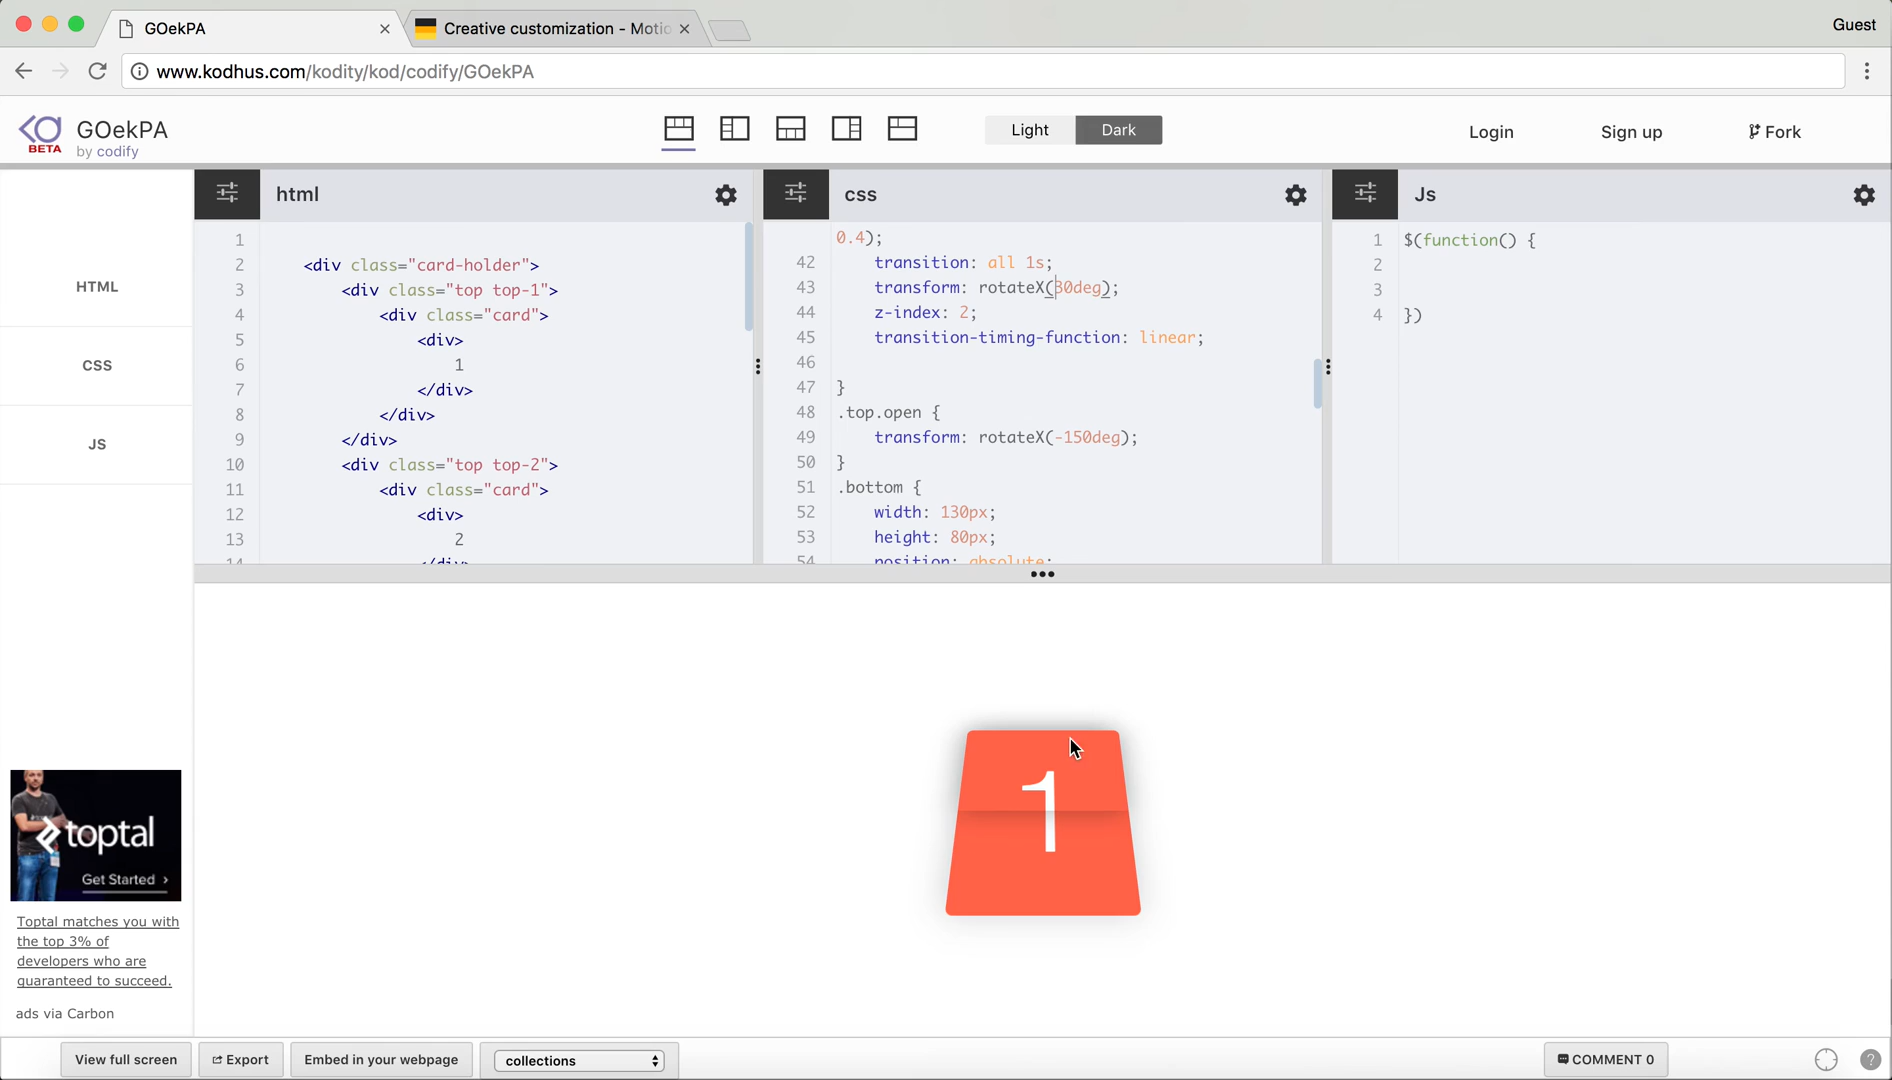 GOekPA
Creative customization - Motio
Guest
www.kodhus.com/kodity/kod/codify/GOekPA
BETA
GOekPA
by codify
Light
Dark
Login
Sign up
Fork
HTML
CSS
JS
html
1
2 <div class="card-holder">
3 <div class="top top-1">
4 <div class="card">
5 <div>
6 1
7 </div>
8 </div>
9 </div>
10 <div class="top top-2">
11 <div class="card">
12 <div>
13 2
14 </div>
css
0.4);
42 transition: all 1s;
43 transform: rotateX(30deg);
44 z-index: 2;
45 transition-timing-function: linear;
46
47 }
48 .top.open {
49 transform: rotateX(-150deg);
50 }
51 .bottom {
52 width: 130px;
53 height: 80px;
54 position: absolute;
Js
1 $(function() {
2
3
4 })
1
toptal
Get Started ›
Toptal matches you with
the top 3% of
developers who are
guaranteed to succeed.
ads via Carbon
View full screen
Export
Embed in your webpage
collections
COMMENT 0
?